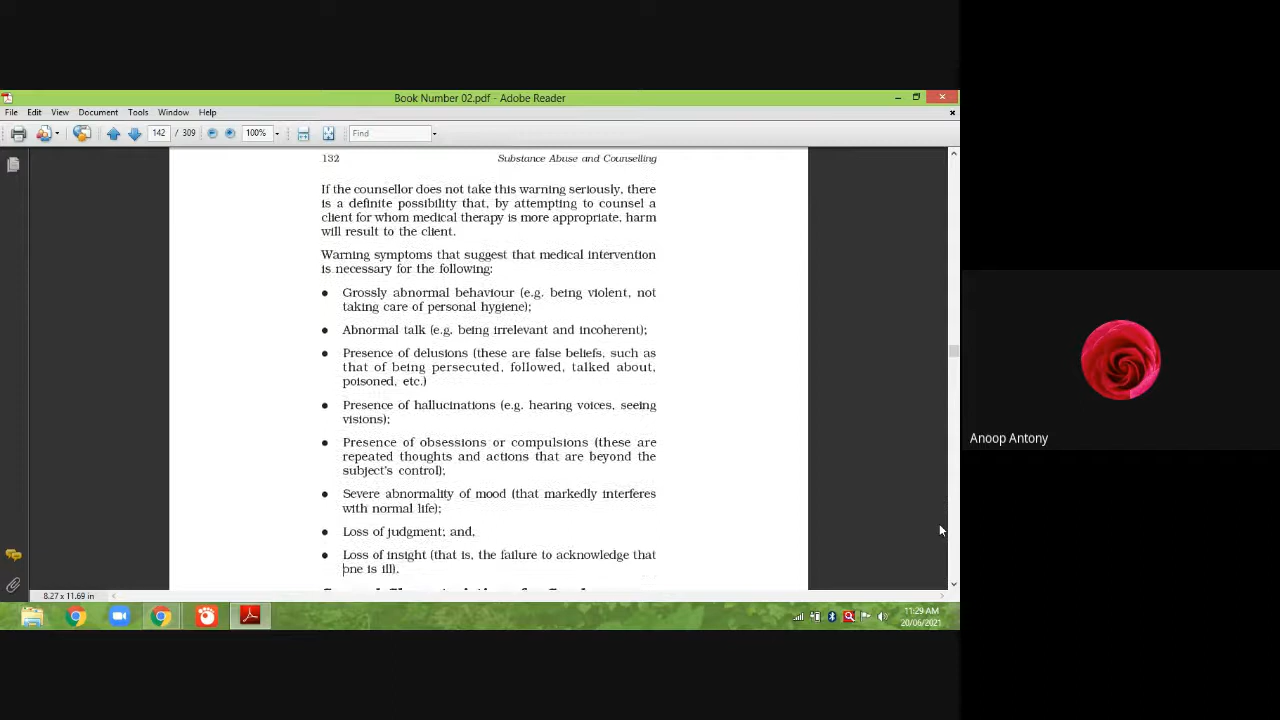 Book Number 02.pdf - Adobe Reader
File Edit View Document Tools Window Help
142 / 309 100% Find
132 Substance Abuse and Counselling
If the counsellor does not take this warning seriously, there
is a definite possibility that, by attempting to counsel a
client for whom medical therapy is more appropriate, harm
will result to the client.
Warning symptoms that suggest that medical intervention
is necessary for the following:
● Grossly abnormal behaviour (e.g. being violent, not
taking care of personal hygiene);
● Abnormal talk (e.g. being irrelevant and incoherent);
● Presence of delusions (these are false beliefs, such as
that of being persecuted, followed, talked about,
poisoned, etc.)
● Presence of hallucinations (e.g. hearing voices, seeing
visions);
● Presence of obsessions or compulsions (these are
repeated thoughts and actions that are beyond the
subject's control);
● Severe abnormality of mood (that markedly interferes
with normal life);
● Loss of judgment; and,
● Loss of insight (that is, the failure to acknowledge that
one is ill).
8.27 x 11.69 in
11:29 AM
20/06/2021
Anoop Antony